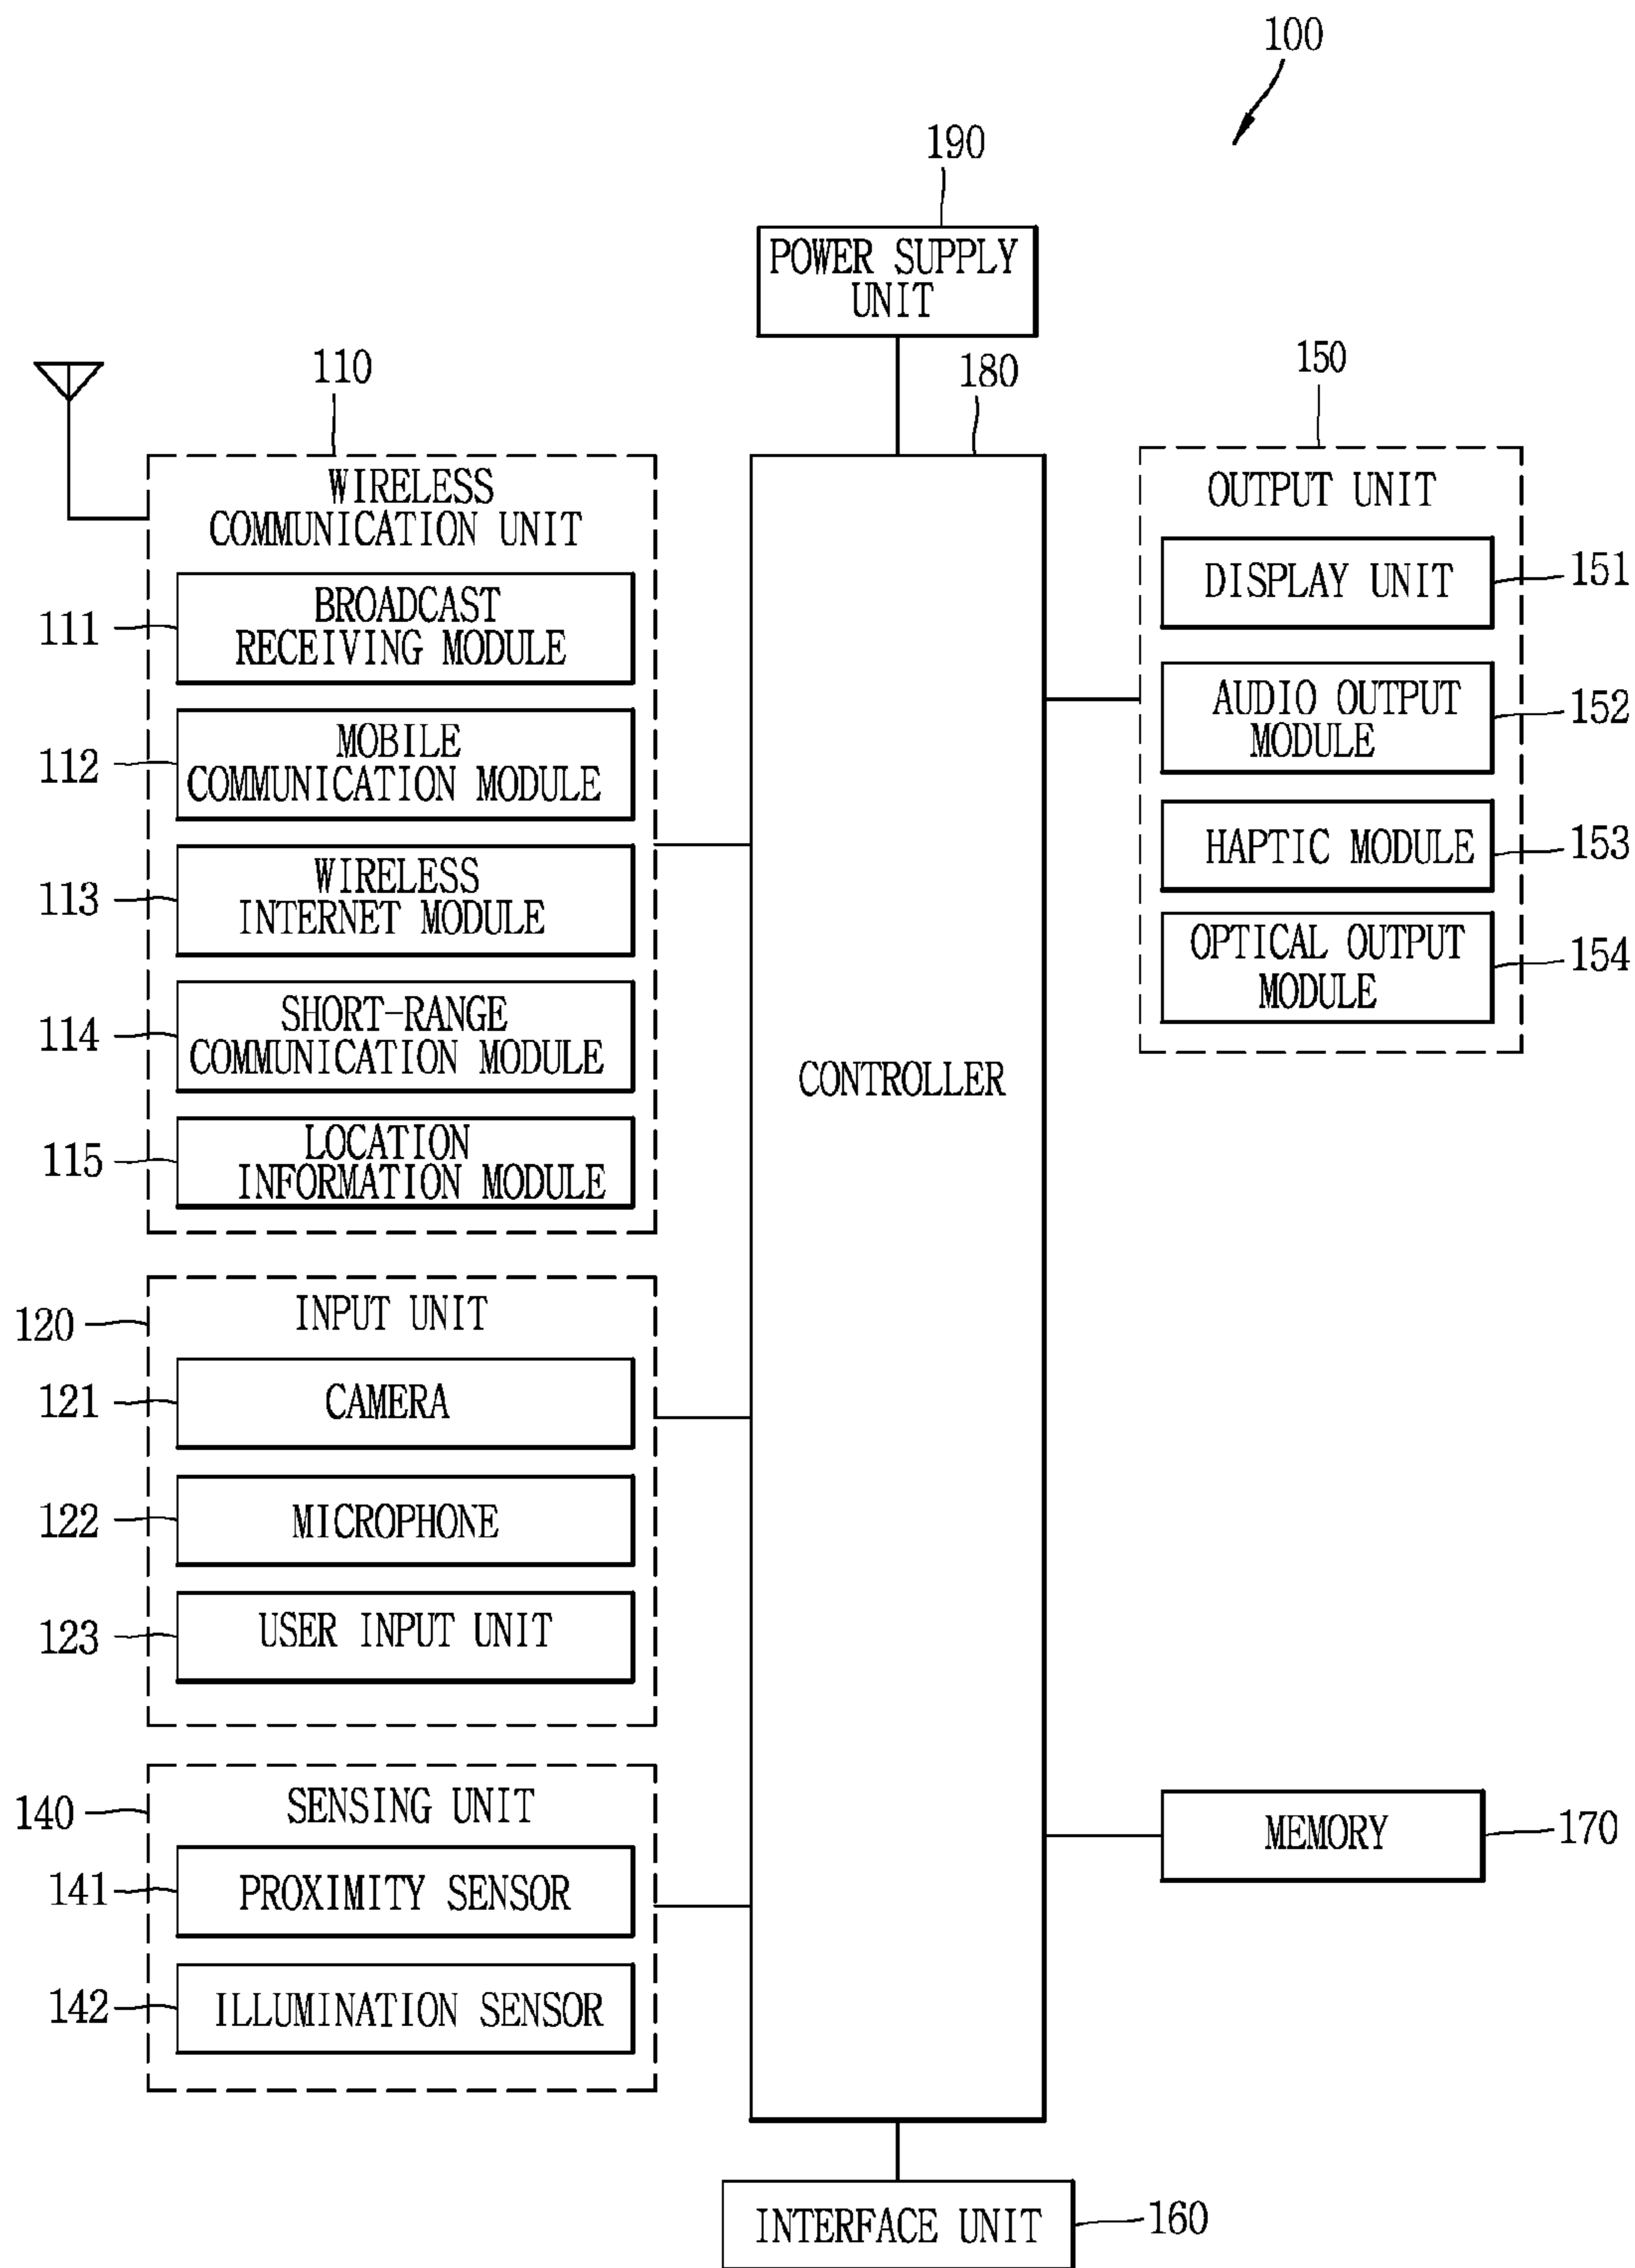 100
190
POWER SUPPLY
UNIT
110
180
150
WIRELESS
COMMUNICATION UNIT
111
BROADCAST
RECEIVING MODULE
112
MOBILE
COMMUNICATION MODULE
113
WIRELESS
INTERNET MODULE
114
SHORT-RANGE
COMMUNICATION MODULE
115
LOCATION
INFORMATION MODULE
120
INPUT UNIT
121
CAMERA
122
MICROPHONE
123
USER INPUT UNIT
140
SENSING UNIT
141
PROXIMITY SENSOR
142
ILLUMINATION SENSOR
CONTROLLER
OUTPUT UNIT
DISPLAY UNIT
151
AUDIO OUTPUT
MODULE
152
HAPTIC MODULE
153
OPTICAL OUTPUT
MODULE
154
MEMORY
170
INTERFACE UNIT
160